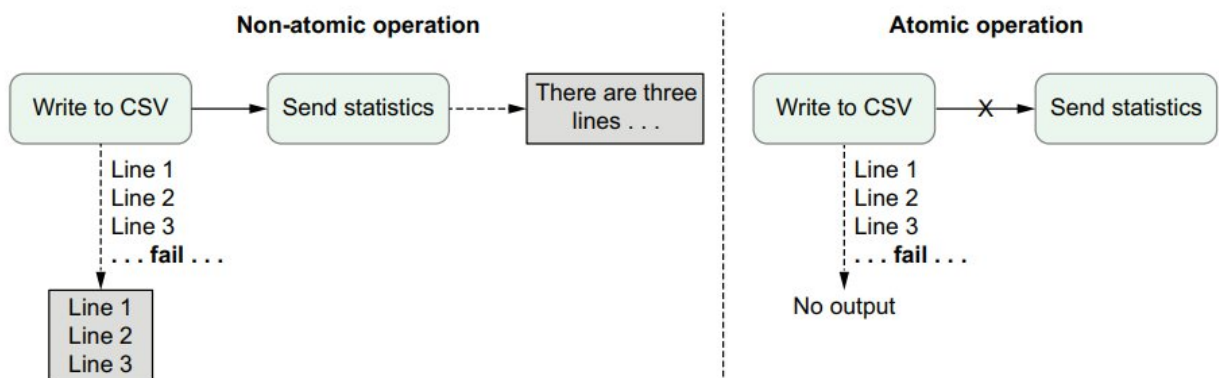 Non-atomic operation
Write to CSV
Send statistics
There are three
lines . . .
Line 1
Line 2
Line 3
. . . fail . . .
Line 1
Line 2
Line 3
Atomic operation
Write to CSV
X
Send statistics
Line 1
Line 2
Line 3
. . . fail . . .
No output